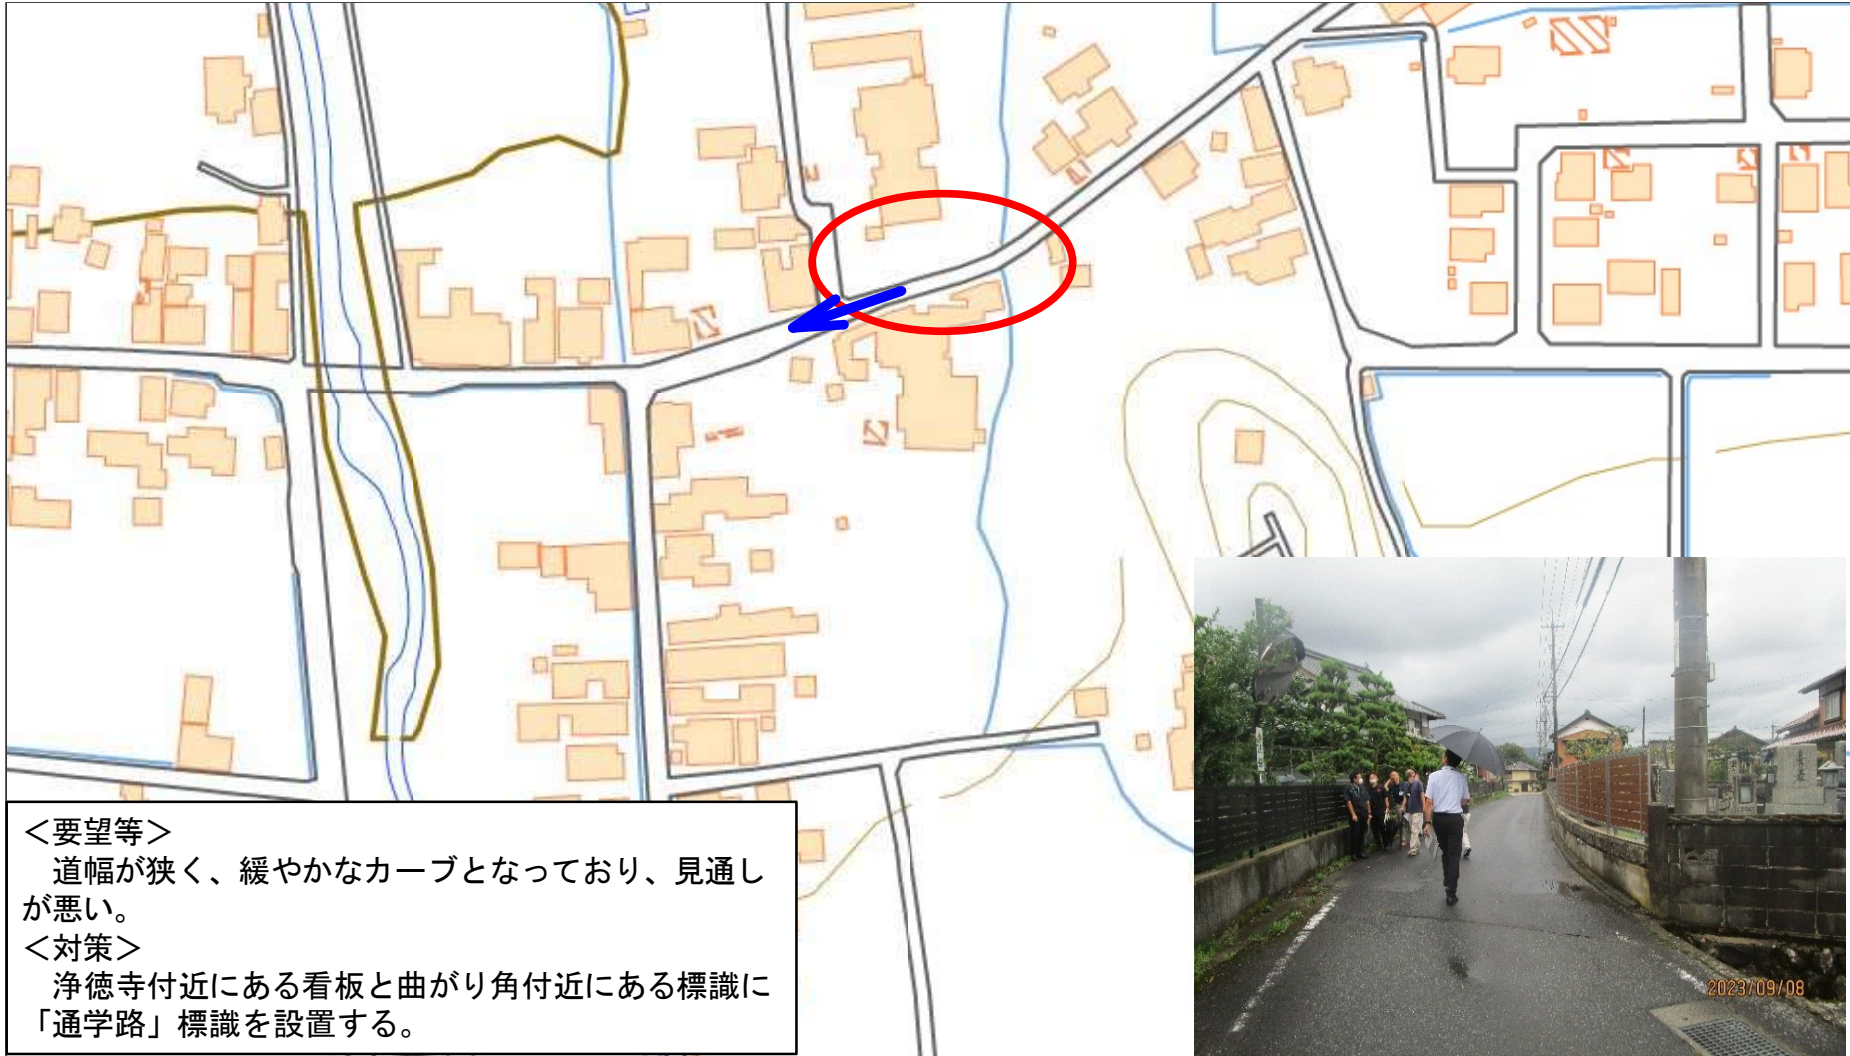 ＜要望等＞
　道幅が狭く、緩やかなカーブとなっており、見通し
が悪い。
＜対策＞
　浄徳寺付近にある看板と曲がり角付近にある標識に
「通学路」標識を設置する。
2023/09/08